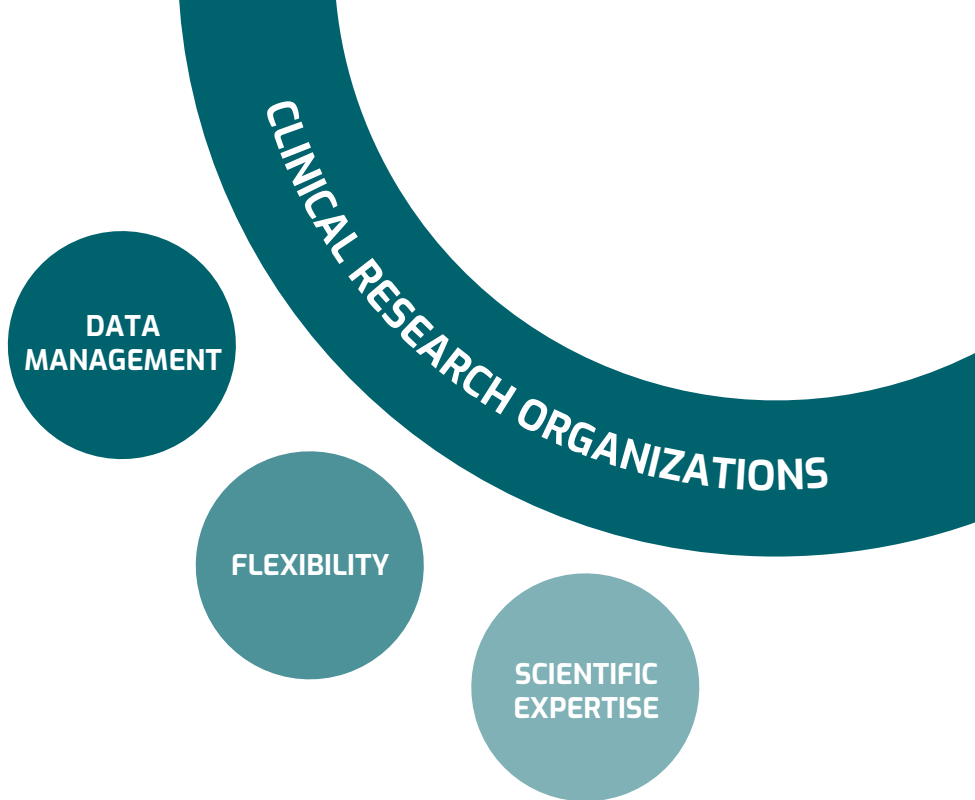 CLINICAL RESEARCH ORGANIZATIONS
DATA
MANAGEMENT
FLEXIBILITY
SCIENTIFIC
EXPERTISE